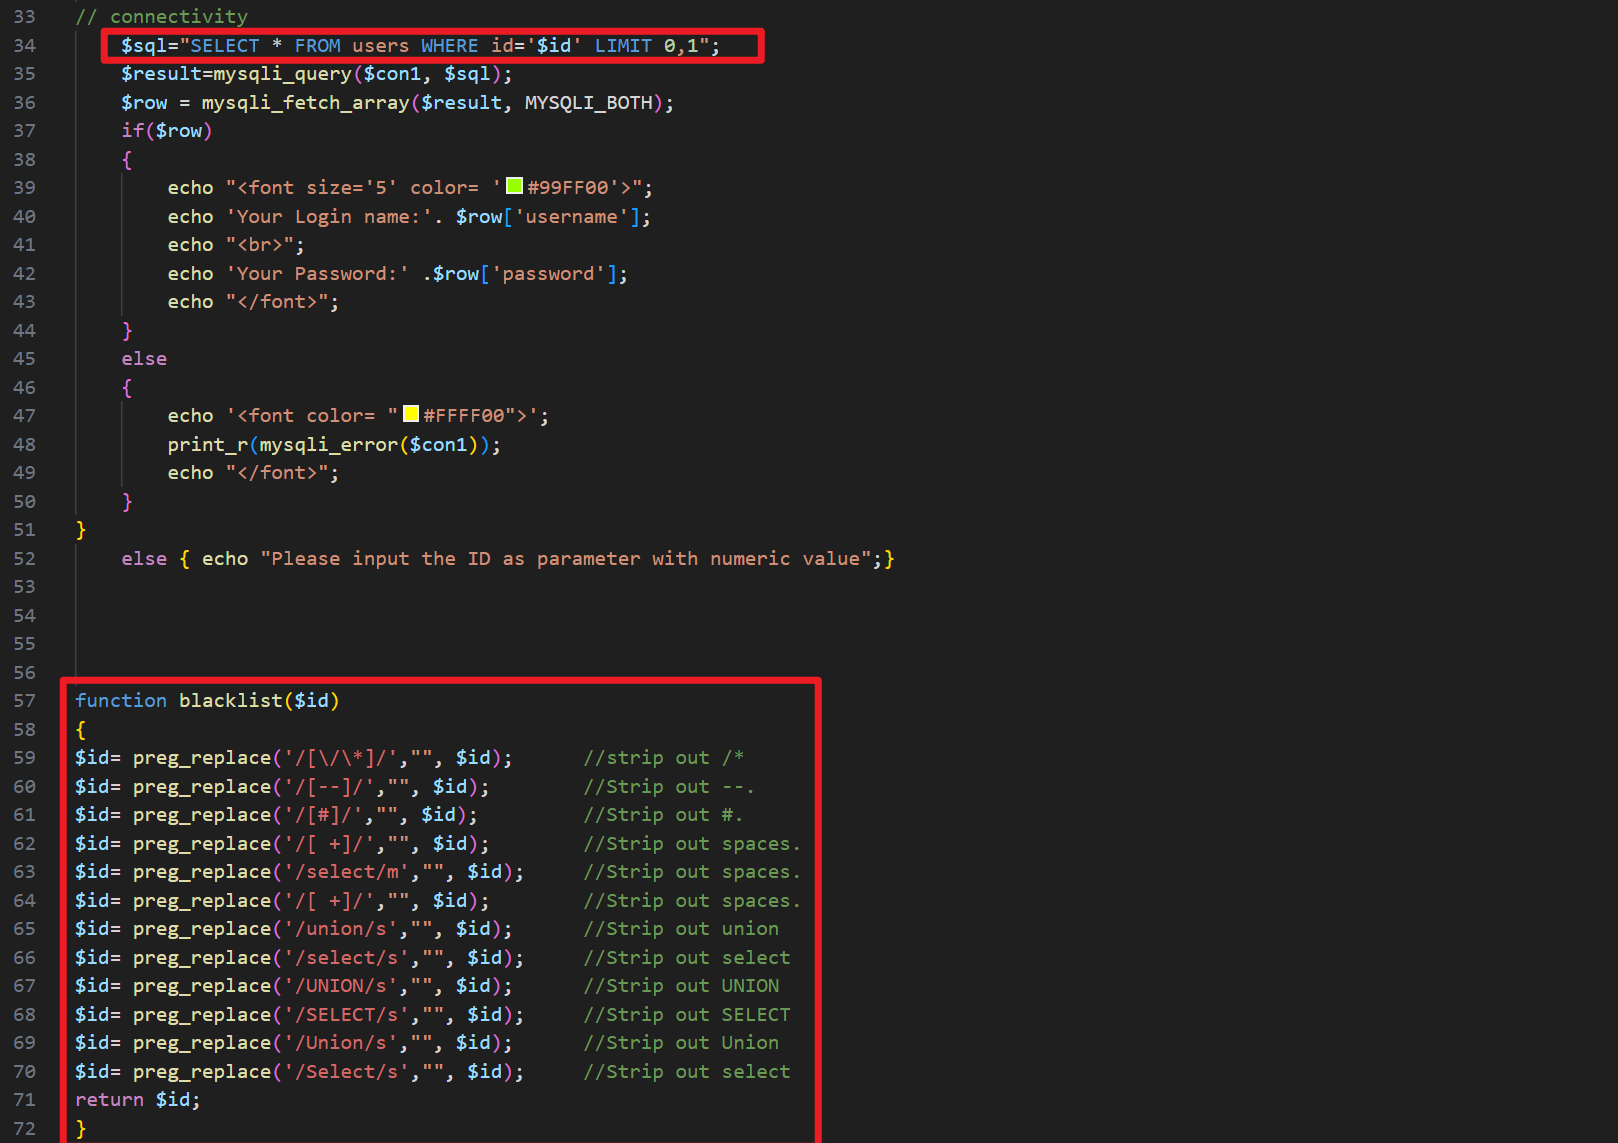 33 // connectivity
34 $sql="SELECT * FROM users WHERE id='$id' LIMIT 0,1";
35 $result=mysqli_query($con1, $sql);
36 $row = mysqli_fetch_array($result, MYSQLI_BOTH);
37 if($row)
38 {
39 echo "<font size='5' color= '#99FF00'>";
40 echo 'Your Login name:'. $row['username'];
41 echo "<br>";
42 echo 'Your Password:' .$row['password'];
43 echo "</font>";
44 }
45 else
46 {
47 echo '<font color= "#FFFF00">';
48 print_r(mysqli_error($con1));
49 echo "</font>";
50 }
51 }
52 else { echo "Please input the ID as parameter with numeric value";}
53
54
55
56
57 function blacklist($id)
58 {
59 $id= preg_replace('/[\/\*]/',"", $id); //strip out /*
60 $id= preg_replace('/[--]/',"", $id); //Strip out --.
61 $id= preg_replace('/[#]/',"", $id); //Strip out #.
62 $id= preg_replace('/[ +]/',"", $id); //Strip out spaces.
63 $id= preg_replace('/select/m',"", $id); //Strip out spaces.
64 $id= preg_replace('/[ +]/',"", $id); //Strip out spaces.
65 $id= preg_replace('/union/s',"", $id); //Strip out union
66 $id= preg_replace('/select/s',"", $id); //Strip out select
67 $id= preg_replace('/UNION/s',"", $id); //Strip out UNION
68 $id= preg_replace('/SELECT/s',"", $id); //Strip out SELECT
69 $id= preg_replace('/Union/s',"", $id); //Strip out Union
70 $id= preg_replace('/Select/s',"", $id); //Strip out select
71 return $id;
72 }